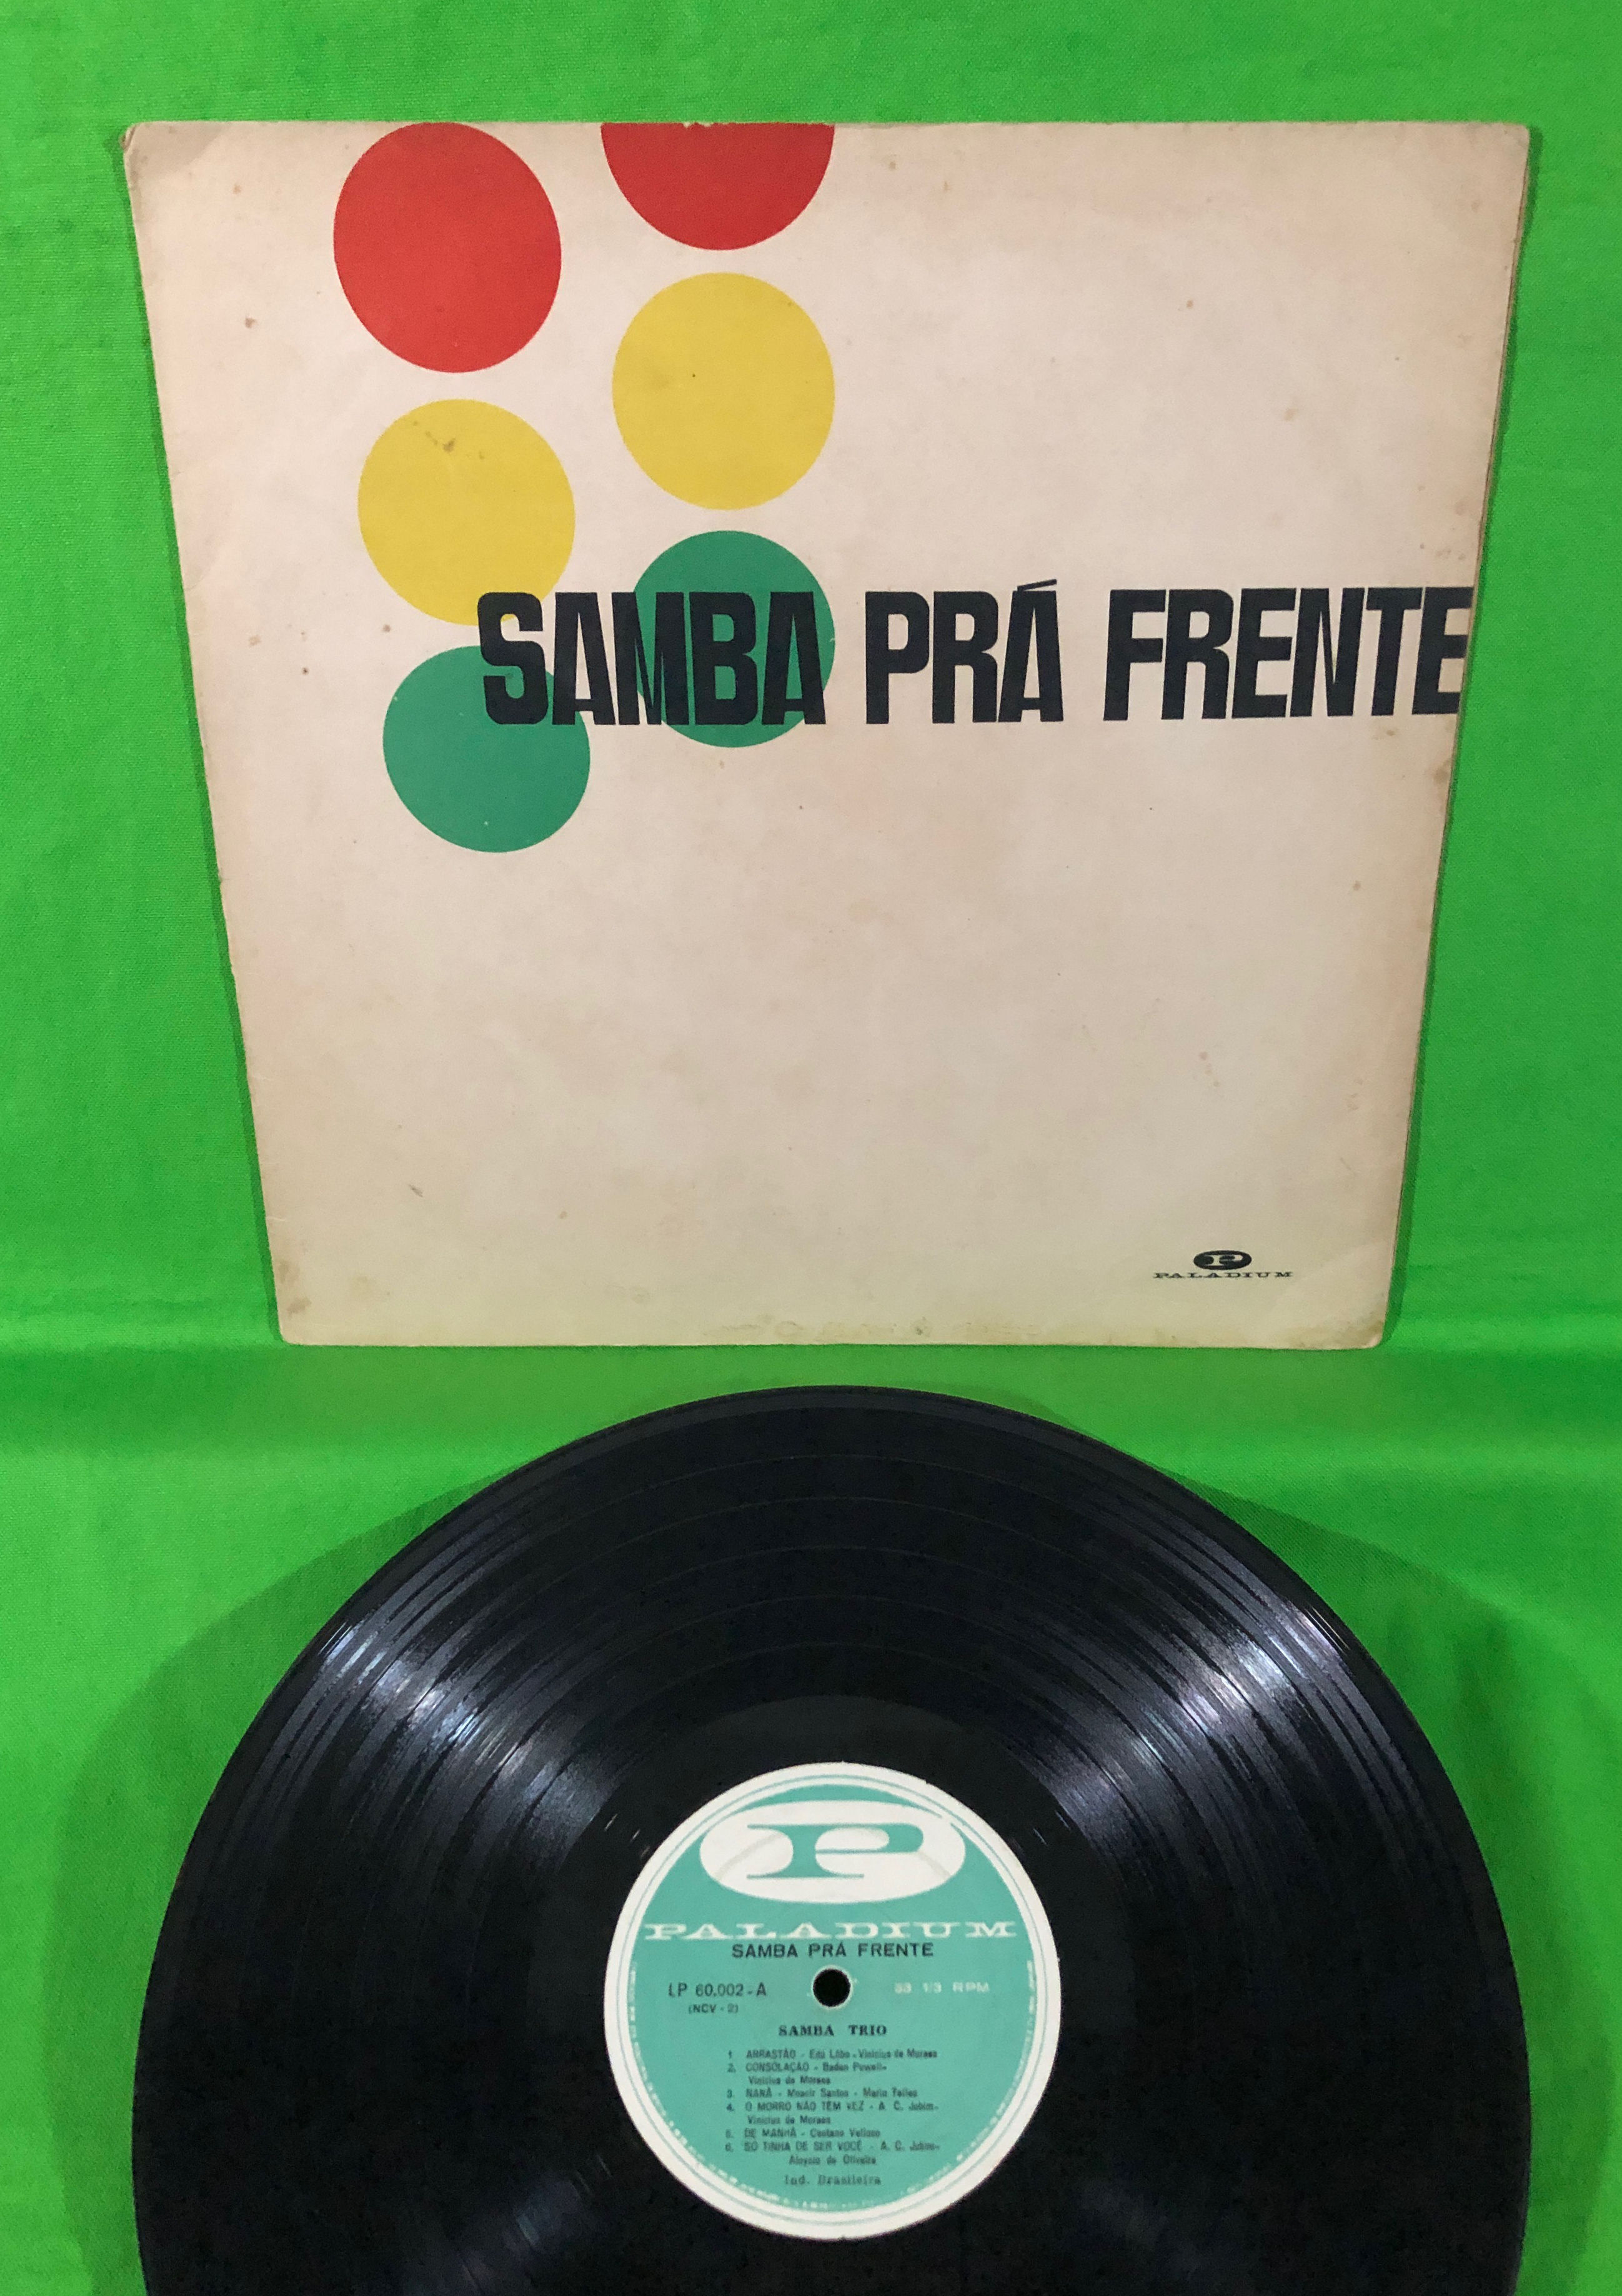 SAMBA PRÁ FRENTE
P
PALADIUM
P
PALADIUM
SAMBA PRÁ FRENTE
LP 60.002-A 33 1/3 RPM
(NCV - 2)
SAMBA TRIO
1 ARRASTÃO - Edú Lôbo - Vinicius de Moraes
2. CONSOLAÇÃO - Baden Powell-
Vinicius de Moraes
3. NANÃ - Moacir Santos - Mario Telles
4. O MORRO NÃO TÊM VEZ - A. C. Jobim-
Vinicius de Moraes
5. DE MANHÃ - Caetano Velloso
6. SÓ TINHA DE SER VOCÊ - A. C. Jobim-
Aloysio de Oliveira
Ind. Brasileira